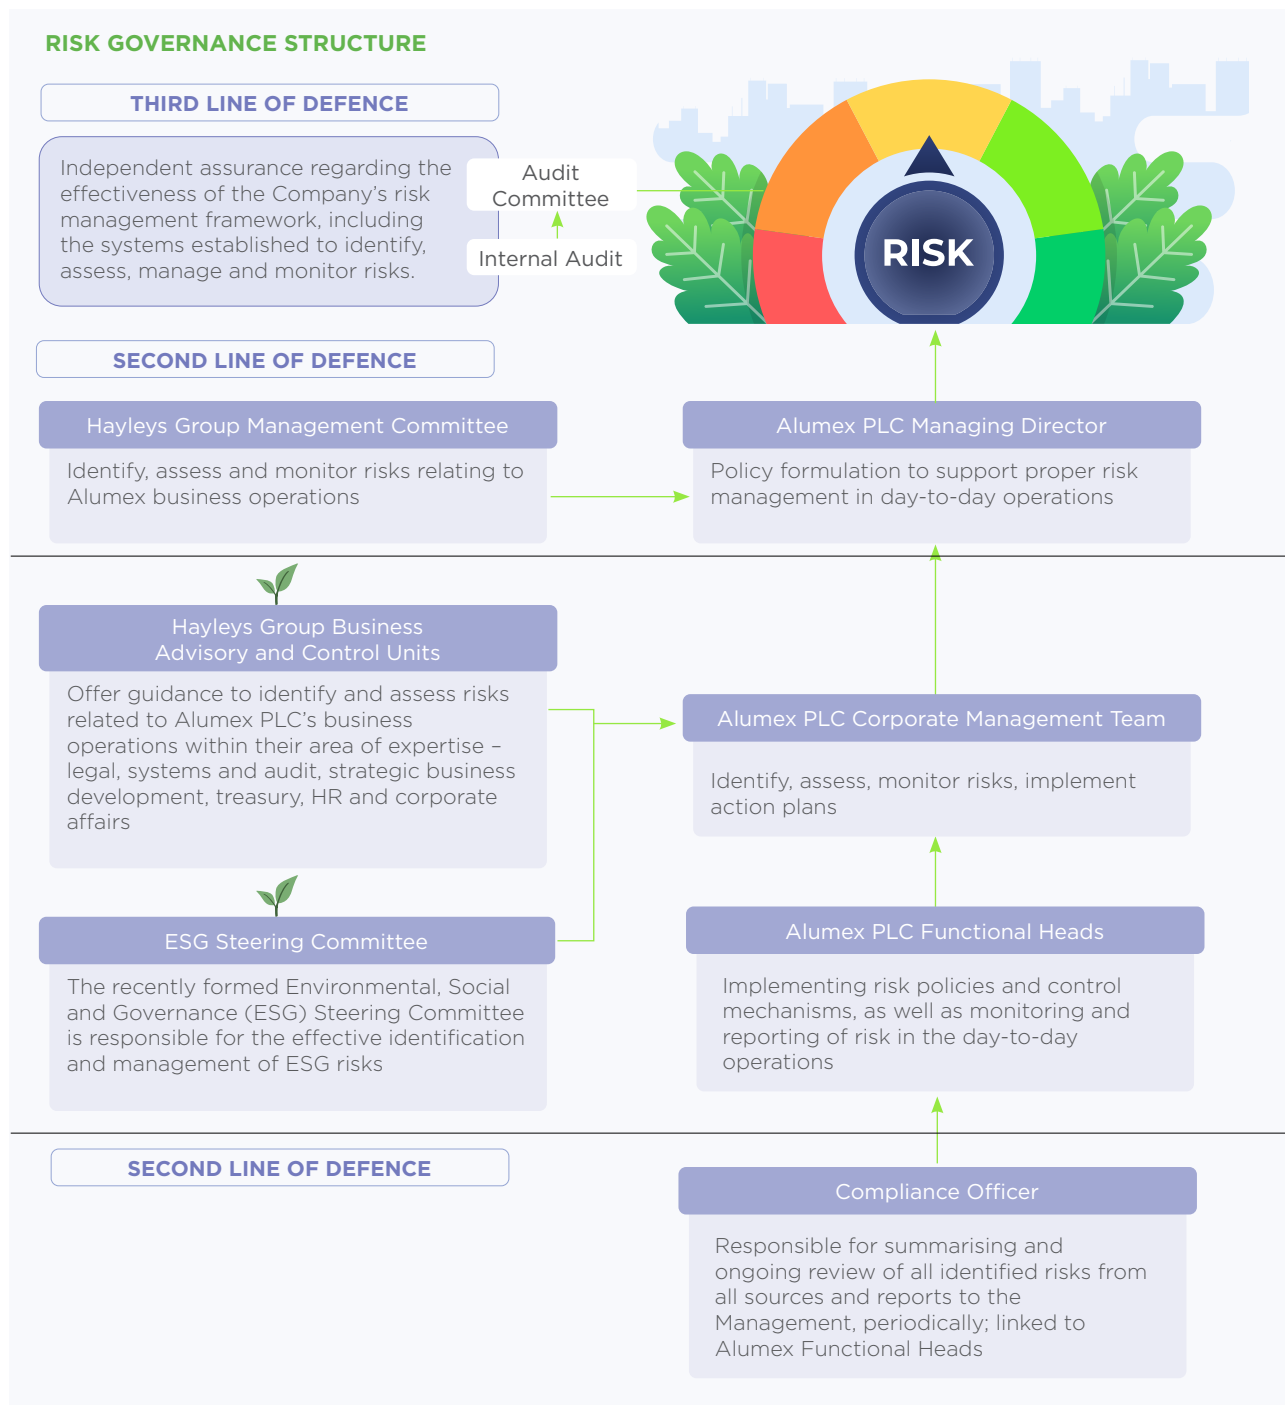 RISK GOVERNANCE STRUCTURE
THIRD LINE OF DEFENCE
Independent assurance regarding the
effectiveness of the Company’s risk
management framework, including
the systems established to identify,
assess, manage and monitor risks.
Audit
Committee
Internal Audit
RISK
SECOND LINE OF DEFENCE
Hayleys Group Management Committee
Identify, assess and monitor risks relating to
Alumex business operations
Alumex PLC Managing Director
Policy formulation to support proper risk
management in day-to-day operations
Hayleys Group Business
Advisory and Control Units
Offer guidance to identify and assess risks
related to Alumex PLC’s business
operations within their area of expertise –
legal, systems and audit, strategic business
development, treasury, HR and corporate
affairs
Alumex PLC Corporate Management Team
Identify, assess, monitor risks, implement
action plans
ESG Steering Committee
The recently formed Environmental, Social
and Governance (ESG) Steering Committee
is responsible for the effective identification
and management of ESG risks
Alumex PLC Functional Heads
Implementing risk policies and control
mechanisms, as well as monitoring and
reporting of risk in the day-to-day
operations
SECOND LINE OF DEFENCE
Compliance Officer
Responsible for summarising and
ongoing review of all identified risks from
all sources and reports to the
Management, periodically; linked to
Alumex Functional Heads